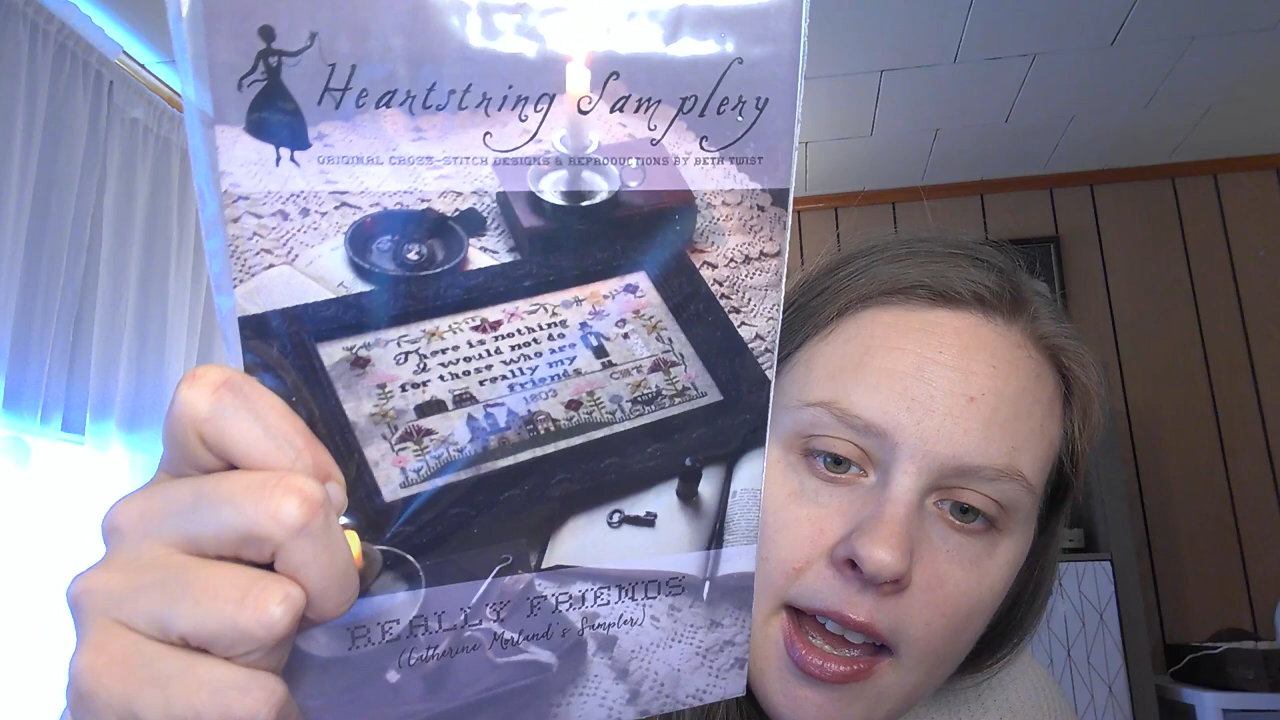 Heartstring Samplery
ORIGINAL CROSS-STITCH DESIGNS & REPRODUCTIONS BY BETH TWIST
There is nothing
I would not do
for those who are
really my
friends
1803
REALLY FRIENDS
(Catherine Morland's Sampler)